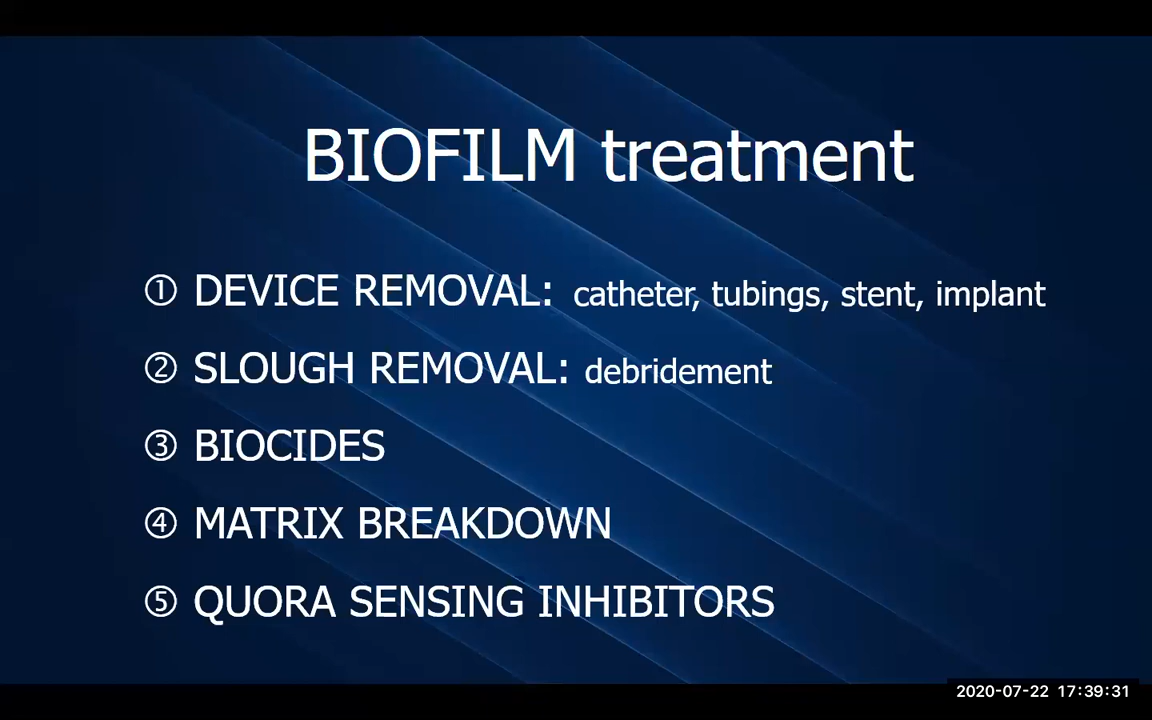 BIOFILM treatment
① DEVICE REMOVAL: catheter, tubings, stent, implant
② SLOUGH REMOVAL: debridement
③ BIOCIDES
④ MATRIX BREAKDOWN
⑤ QUORA SENSING INHIBITORS
2020-07-22 17:39:31